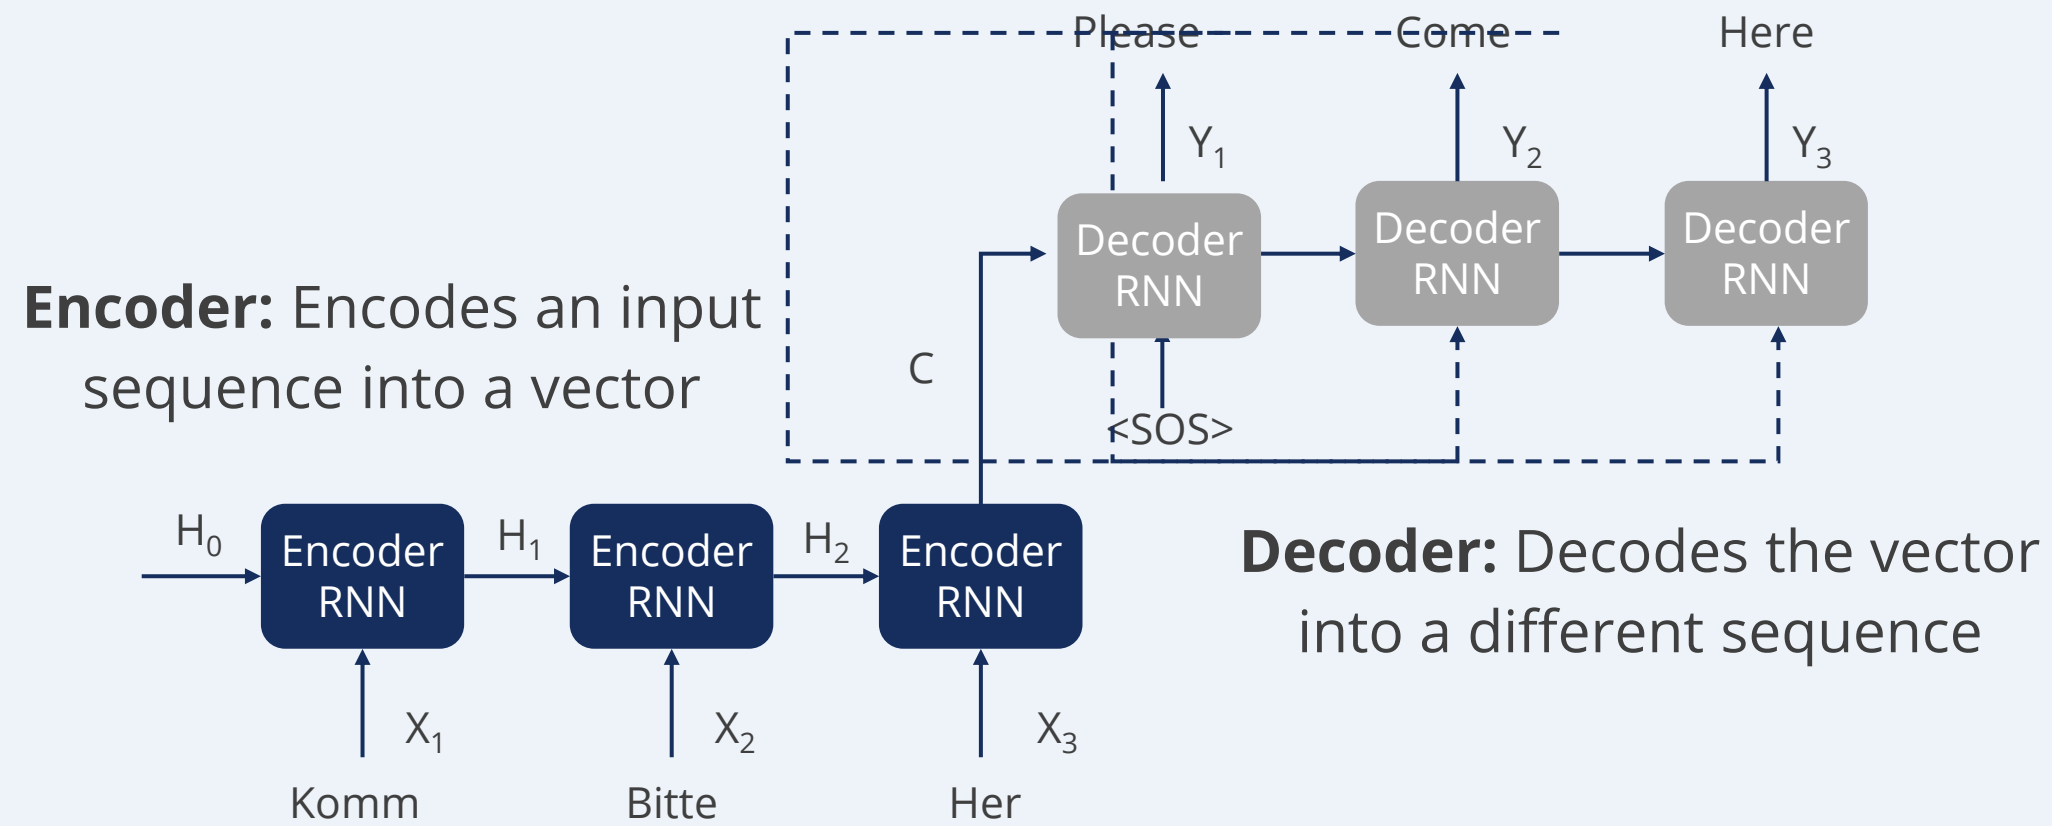 Please Come Here
Y1 Y2 Y3
Decoder RNN
Decoder RNN
Decoder RNN
Encoder: Encodes an input
sequence into a vector
C
<SOS>
H0 H1 H2
Encoder RNN
Encoder RNN
Encoder RNN
Decoder: Decodes the vector
into a different sequence
X1 X2 X3
Komm Bitte Her